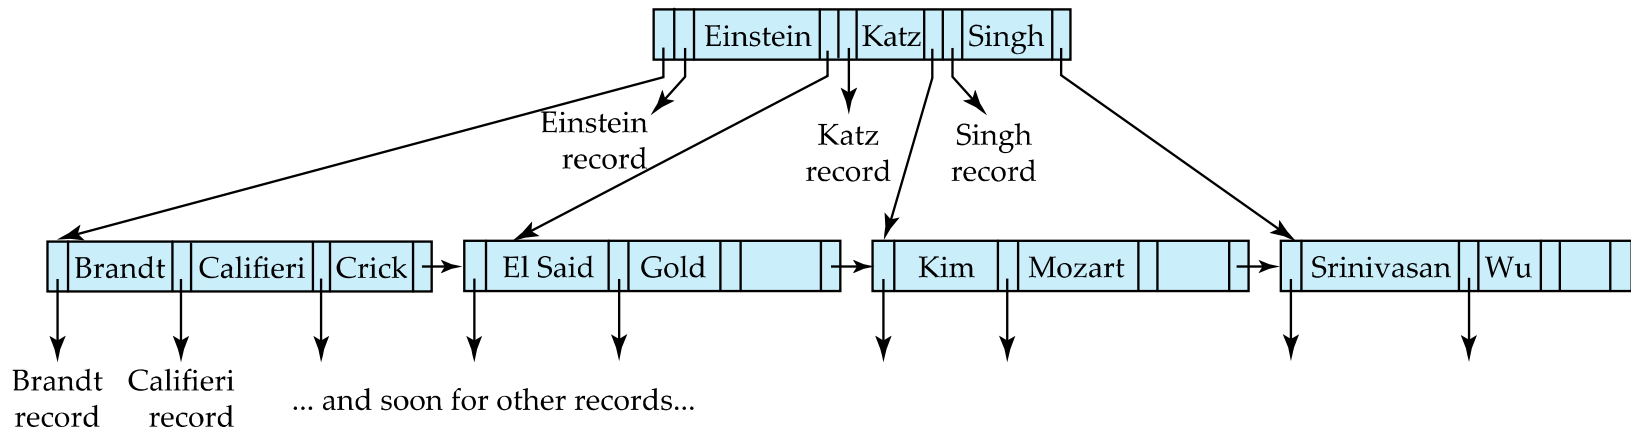 Einstein Katz Singh
Einstein
record
Katz
record
Singh
record
Brandt Califieri Crick El Said Gold Kim Mozart Srinivasan Wu
Brandt
record
Califieri
record
... and soon for other records...